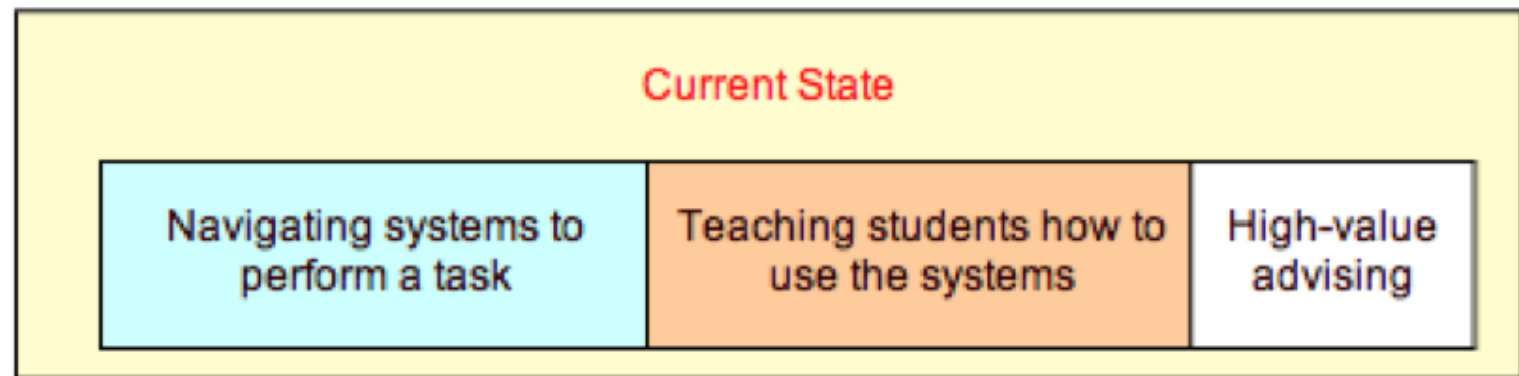 Current State
Navigating systems to
perform a task
Teaching students how to
use the systems
High-value
advising